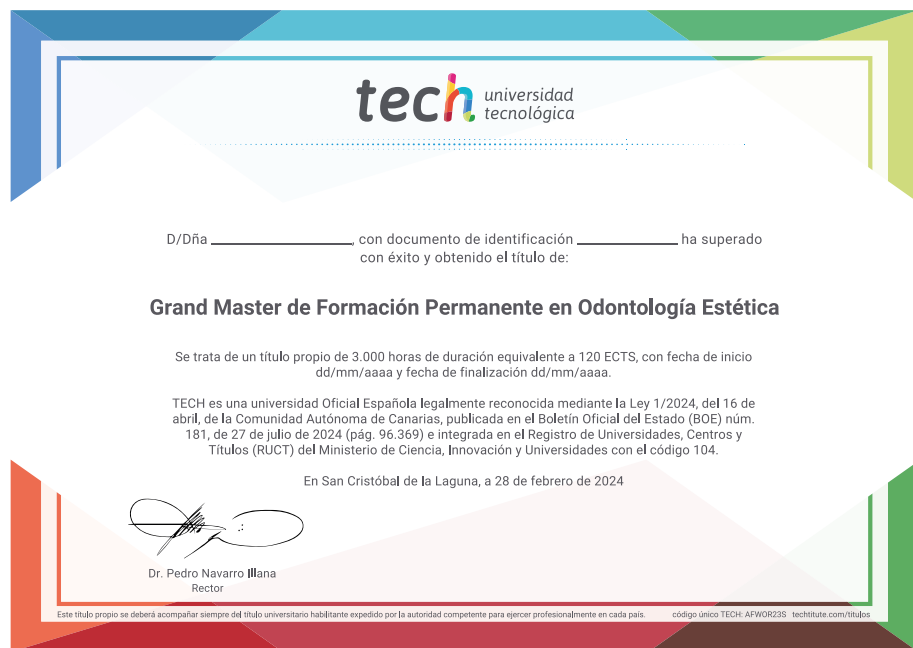 tech universidad
tecnológica
D/Dña ____________________, con documento de identificación ______________ ha superado
con éxito y obtenido el título de:
Grand Master de Formación Permanente en Odontología Estética
Se trata de un título propio de 3.000 horas de duración equivalente a 120 ECTS, con fecha de inicio
dd/mm/aaaa y fecha de finalización dd/mm/aaaa.
TECH es una universidad Oficial Española legalmente reconocida mediante la Ley 1/2024, del 16 de
abril, de la Comunidad Autónoma de Canarias, publicada en el Boletín Oficial del Estado (BOE) núm.
181, de 27 de julio de 2024 (pág. 96.369) e integrada en el Registro de Universidades, Centros y
Títulos (RUCT) del Ministerio de Ciencia, Innovación y Universidades con el código 104.
En San Cristóbal de la Laguna, a 28 de febrero de 2024
Dr. Pedro Navarro Illana
Rector
Este título propio se deberá acompañar siempre del título universitario habilitante expedido por la autoridad competente para ejercer profesionalmente en cada país. código único TECH: AFWOR23S techtitute.com/titulos